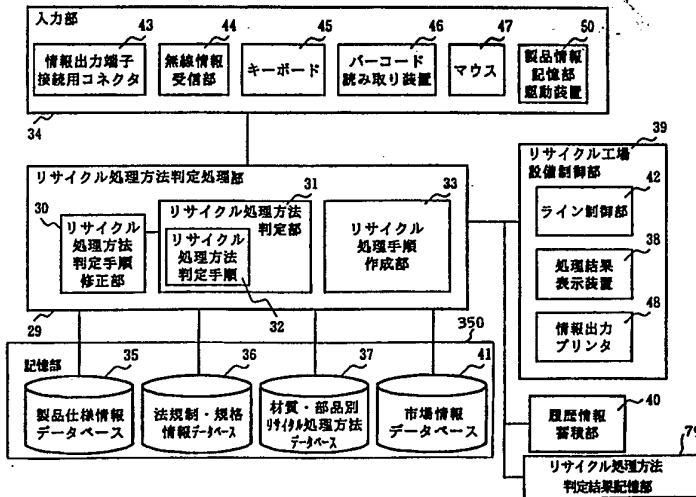 入力部
43
44
45
46
47
50
情報出力端子
接続用コネクタ
無線情報
受信部
キーボード
バーコード
読み取り装置
マウス
製品情報
記憶部
駆動装置
34
リサイクル処理方法判定処理部
30
リサイクル
処理方法
判定手順
修正部
31
リサイクル処理方法
判定部
リサイクル
処理方法
判定手順
32
33
リサイクル
処理手順
作成部
29
39
リサイクル工場
設備制御部
42
ライン制御部
38
処理結果
表示装置
48
情報出力
プリンタ
350
記憶部
35
製品仕様情報
データベース
36
法規制・規格
情報データベース
37
材質・部品別
リサイクル処理方法
データベース
41
市場情報
データベース
40
履歴情報
蓄積部
79
リサイクル処理方法
判定結果記憶部